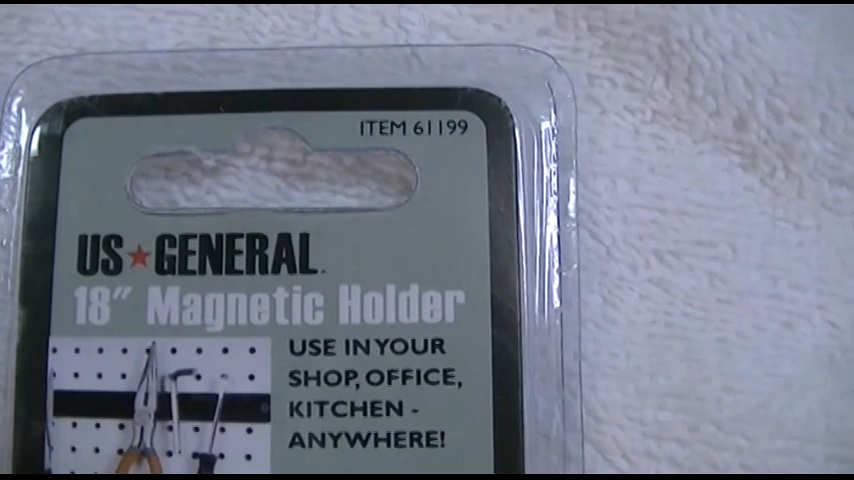 ITEM 61199
US★GENERAL
18″ Magnetic Holder
USE IN YOUR
SHOP, OFFICE,
KITCHEN -
ANYWHERE!